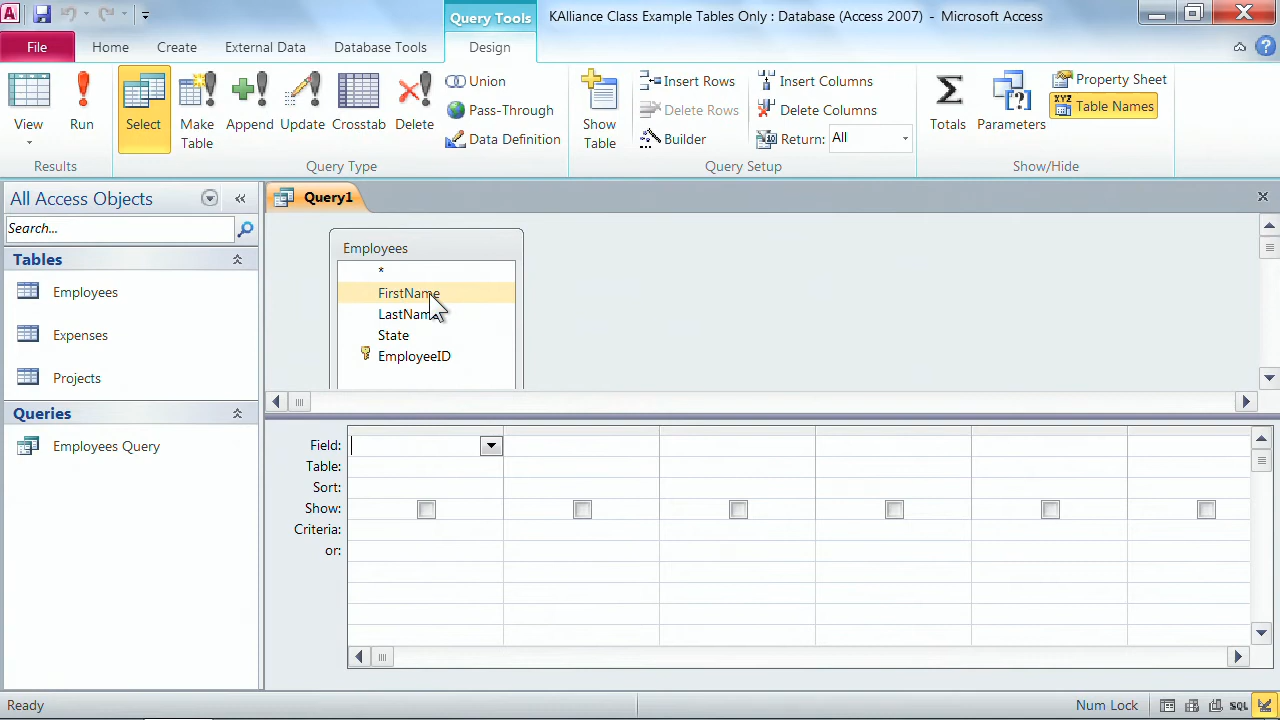 Query Tools
KAlliance Class Example Tables Only : Database (Access 2007) - Microsoft Access
File Home Create External Data Database Tools Design
View Run Select Make Table Append Update Crosstab Delete
Union
Pass-Through
Data Definition
Show Table
Insert Rows
Delete Rows
Builder
Insert Columns
Delete Columns
Return: All
Totals Parameters
Property Sheet
Table Names
Results Query Type Query Setup Show/Hide
All Access Objects
Search...
Tables
Employees
Expenses
Projects
Queries
Employees Query
Query1
Employees
*
FirstName
LastName
State
EmployeeID
Field:
Table:
Sort:
Show:
Criteria:
or:
Ready
Num Lock
SQL